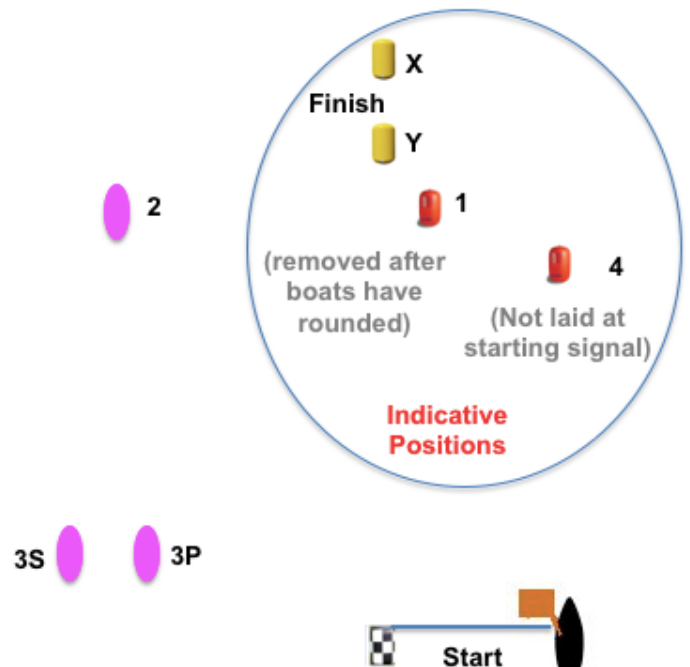 X
Finish
Y
2
1
(removed after
boats have
rounded)
4
(Not laid at
starting signal)
Indicative
Positions
3S
3P
Start